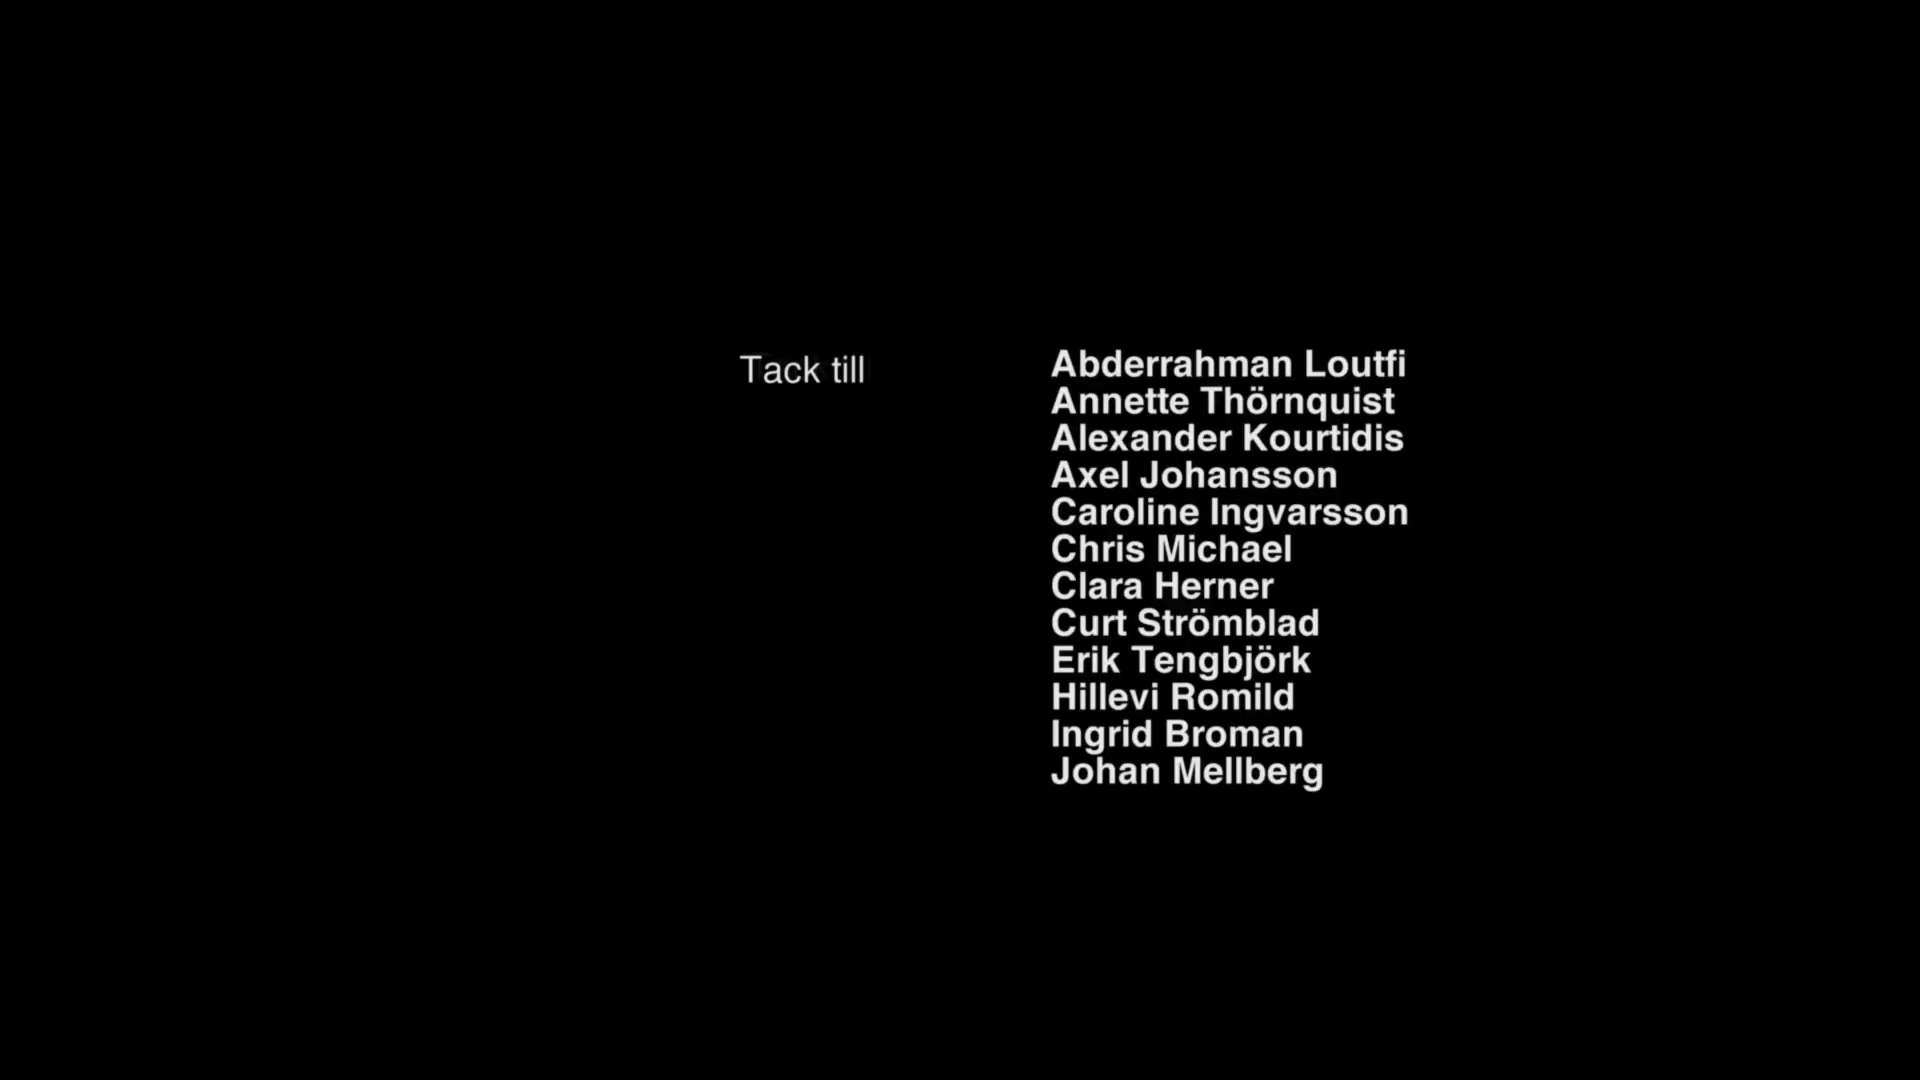 Tack till
Abderrahman Loutfi
Annette Thörnquist
Alexander Kourtidis
Axel Johansson
Caroline Ingvarsson
Chris Michael
Clara Herner
Curt Strömblad
Erik Tengbjörk
Hillevi Romild
Ingrid Broman
Johan Mellberg